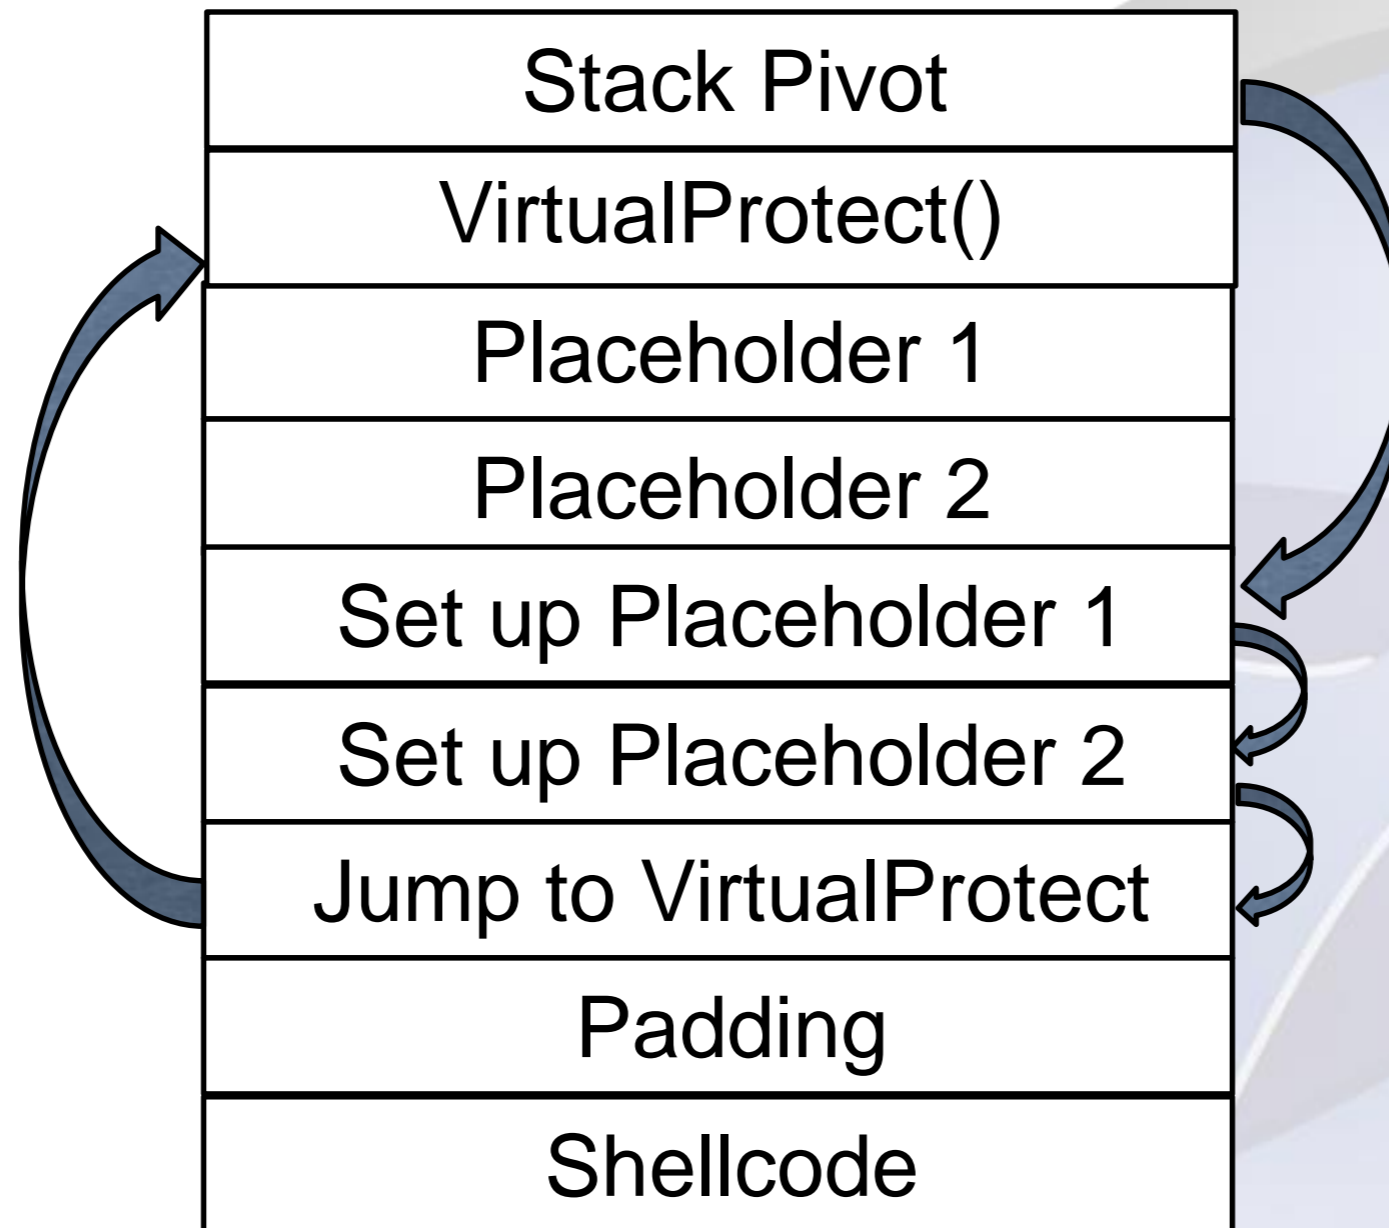 Stack Pivot
VirtualProtect()
Placeholder 1
Placeholder 2
Set up Placeholder 1
Set up Placeholder 2
Jump to VirtualProtect
Padding
Shellcode